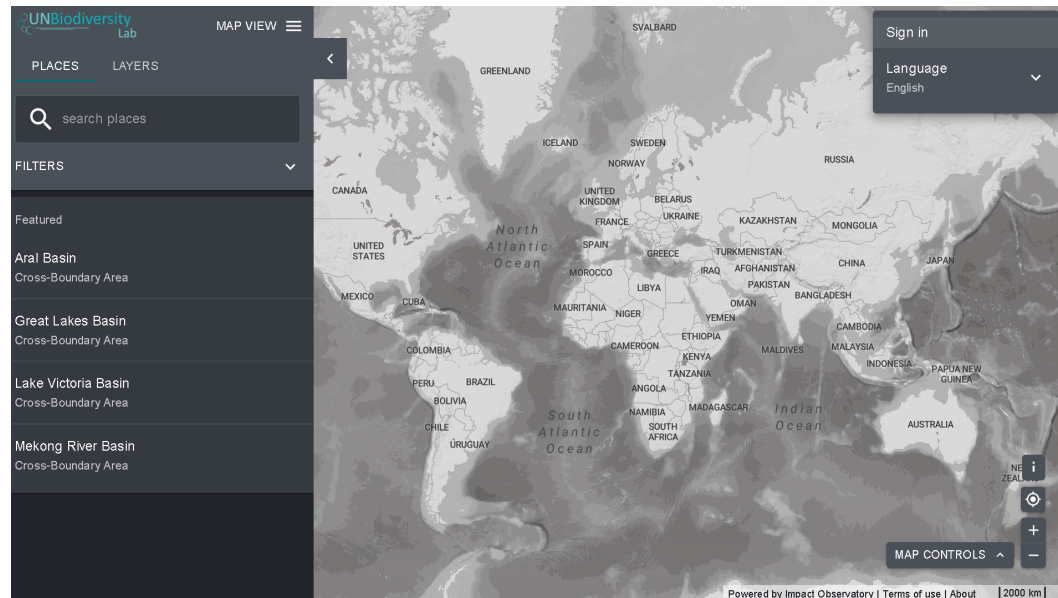 UNBiodiversity
Lab
MAP VIEW
PLACES
LAYERS
search places
FILTERS
Featured
Aral Basin
Cross-Boundary Area
Great Lakes Basin
Cross-Boundary Area
Lake Victoria Basin
Cross-Boundary Area
Mekong River Basin
Cross-Boundary Area
Sign in
Language
English
SVALBARD
GREENLAND
ICELAND
SWEDEN
NORWAY
RUSSIA
CANADA
UNITED
KINGDOM
BELARUS
UKRAINE
FRANCE
KAZAKHSTAN
MONGOLIA
North
Atlantic
Ocean
UNITED
STATES
SPAIN
GREECE
TURKMENISTAN
CHINA
JAPAN
MOROCCO
IRAQ
AFGHANISTAN
PAKISTAN
LIBYA
MEXICO
CUBA
OMAN
BANGLADESH
MAURITANIA
NIGER
YEMEN
CAMBODIA
ETHIOPIA
CAMEROON
KENYA
MALDIVES
MALAYSIA
COLOMBIA
INDONESIA
PAPUA NEW
GUINEA
TANZANIA
PERU
BRAZIL
ANGOLA
BOLIVIA
NAMIBIA
MADAGASCAR
Indian
Ocean
South
Atlantic
Ocean
CHILE
SOUTH
AFRICA
AUSTRALIA
URUGUAY
MAP CONTROLS
Powered by Impact Observatory | Terms of use | About
2000 km